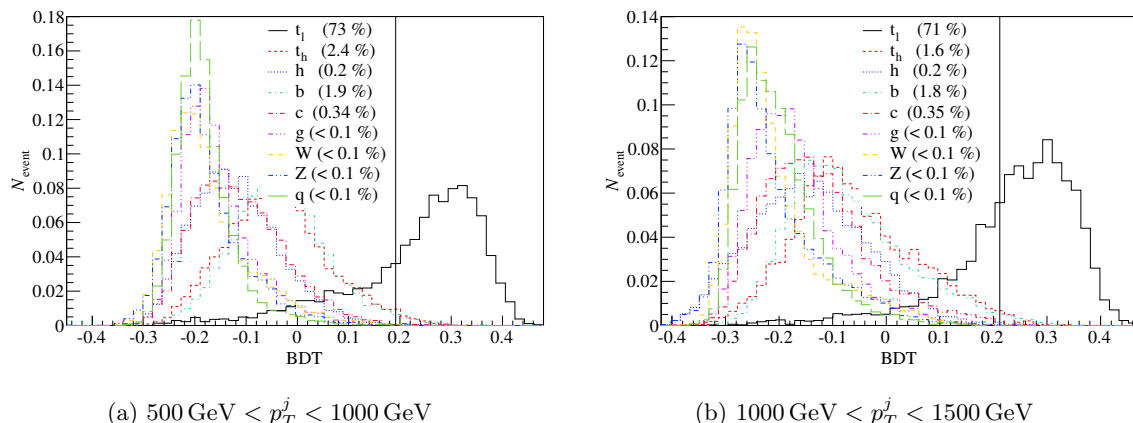 0.18
0.16
0.14
0.12
0.1
0.08
0.06
0.04
0.02
0
N_event
t_l (73 %)
t_h (2.4 %)
h (0.2 %)
b (1.9 %)
c (0.34 %)
g (< 0.1 %)
W (< 0.1 %)
Z (< 0.1 %)
q (< 0.1 %)
-0.4 -0.3 -0.2 -0.1 0 0.1 0.2 0.3 0.4
BDT
(a) 500 GeV < p_T^j < 1000 GeV
0.14
0.12
0.1
0.08
0.06
0.04
0.02
0
N_event
t_l (71 %)
t_h (1.6 %)
h (0.2 %)
b (1.8 %)
c (0.35 %)
g (< 0.1 %)
W (< 0.1 %)
Z (< 0.1 %)
q (< 0.1 %)
-0.4 -0.3 -0.2 -0.1 0 0.1 0.2 0.3 0.4
BDT
(b) 1000 GeV < p_T^j < 1500 GeV